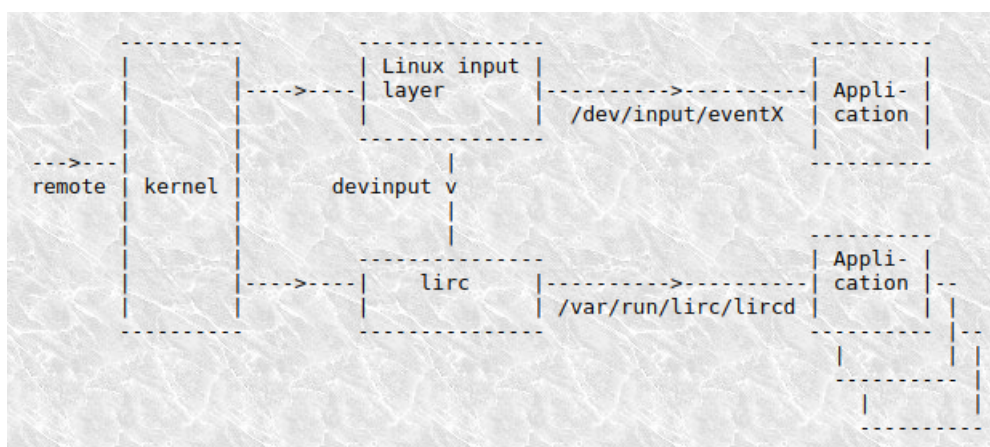 Linux input
layer
Appli-
cation
/dev/input/eventX
remote
kernel
devinput v
Appli-
cation
lirc
/var/run/lirc/lircd